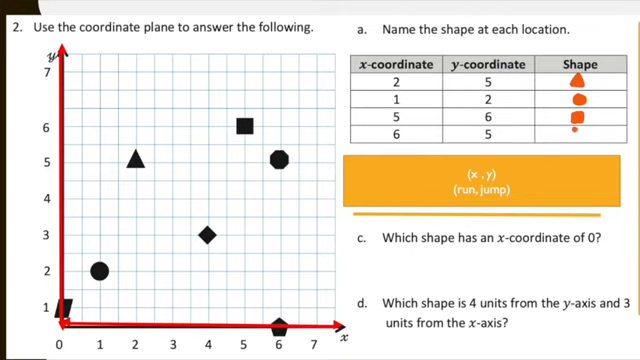 2. Use the coordinate plane to answer the following.
a. Name the shape at each location.
x-coordinate y-coordinate Shape
2 5
1 2
5 6
6 5
(x , y)
(run, jump)
c. Which shape has an x-coordinate of 0?
d. Which shape is 4 units from the y-axis and 3
units from the x-axis?
y
7
6
5
4
3
2
1
0 1 2 3 4 5 6 7 x